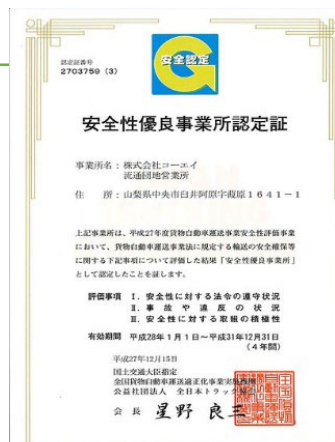 認定証番号
2703759 (3)
安全認定
G
安全性優良事業所認定証
事業所名：株式会社コーエイ
流通団地営業所
住　所：山梨県中央市臼井阿原字菰原１６４１－１
上記事業所は、平成27年度貨物自動車運送事業安全性評価事業
において、貨物自動車運送事業法に規定する輸送の安全確保等
に関する下記事項について評価した結果「安全性優良事業所」
として認定したことを証します。
評価事項　Ⅰ. 安全性に対する法令の遵守状況
Ⅱ. 事故や違反の状況
Ⅲ. 安全性に対する取組の積極性
有効期間　平成28年１月１日～平成31年12月31日
（４年間）
平成27年12月15日
国土交通大臣指定
全国貨物自動車運送適正化事業実施機関
公益社団法人　全日本トラック協会
会長　星野良三